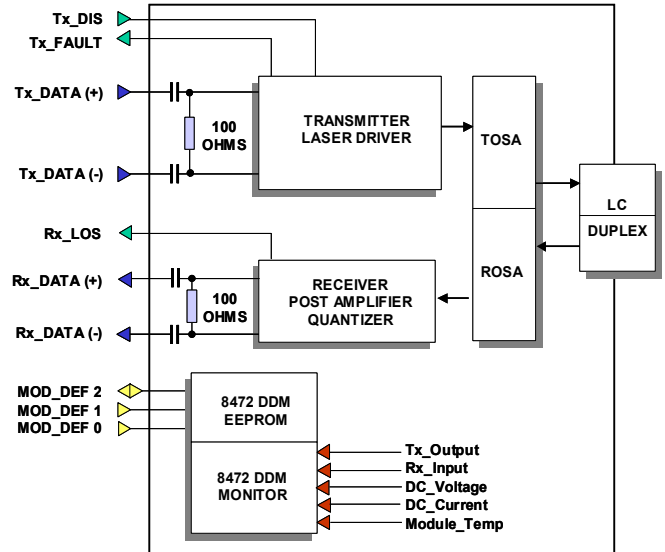 Tx_DIS
Tx_FAULT
Tx_DATA (+)
100
OHMS
Tx_DATA (-)
TRANSMITTER
LASER DRIVER
TOSA
LC
DUPLEX
ROSA
Rx_LOS
Rx_DATA (+)
100
OHMS
Rx_DATA (-)
RECEIVER
POST AMPLIFIER
QUANTIZER
MOD_DEF 2
MOD_DEF 1
MOD_DEF 0
8472 DDM
EEPROM
8472 DDM
MONITOR
Tx_Output
Rx_Input
DC_Voltage
DC_Current
Module_Temp